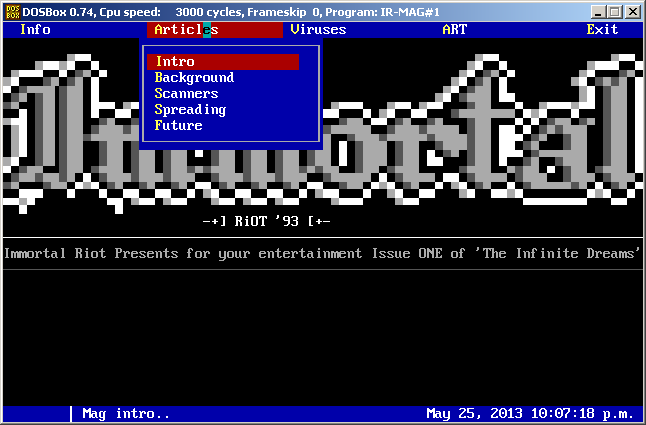 DOSBox 0.74, Cpu speed: 3000 cycles, Frameskip 0, Program: IR-MAG#1
Info Articles Viruses ART Exit
Intro
Background
Scanners
Spreading
Future
Immortal
-+] RiOT '93 [+-
Immortal Riot Presents for your entertainment Issue ONE of 'The Infinite Dreams'
Mag intro.. May 25, 2013 10:07:18 p.m.